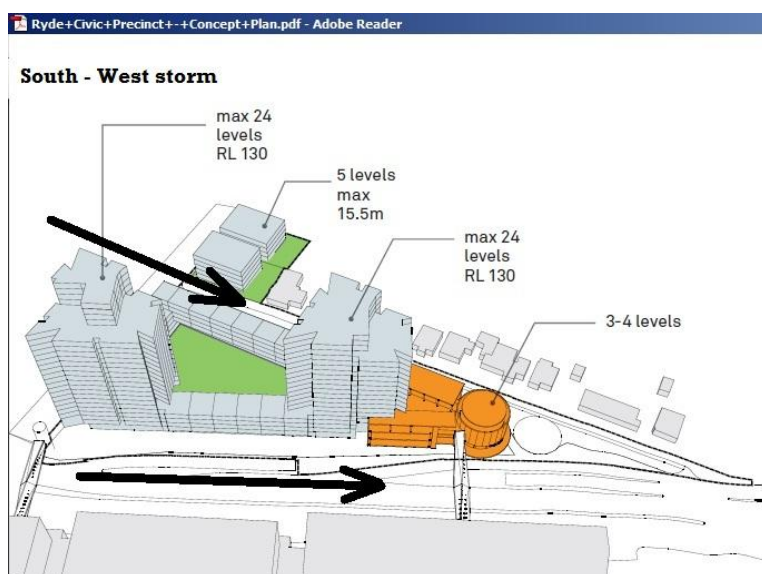 Ryde+Civic+Precinct+-+Concept+Plan.pdf - Adobe Reader
South - West storm
max 24
levels
RL 130
5 levels
max
15.5m
max 24
levels
RL 130
3-4 levels